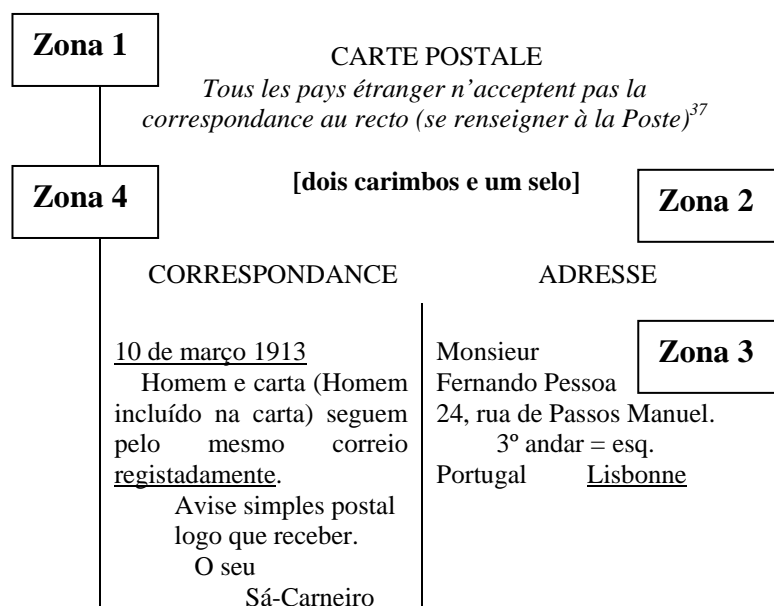 Zona 1
CARTE POSTALE
Tous les pays étranger n’acceptent pas la
correspondance au recto (se renseigner à la Poste)37
Zona 4
[dois carimbos e um selo]
Zona 2
CORRESPONDANCE
10 de março 1913
Homem e carta (Homem
incluído na carta) seguem
pelo mesmo correio
registadamente.
Avise simples postal
logo que receber.
O seu
Sá-Carneiro
ADRESSE
Zona 3
Monsieur
Fernando Pessoa
24, rua de Passos Manuel.
3º andar = esq.
Portugal Lisbonne